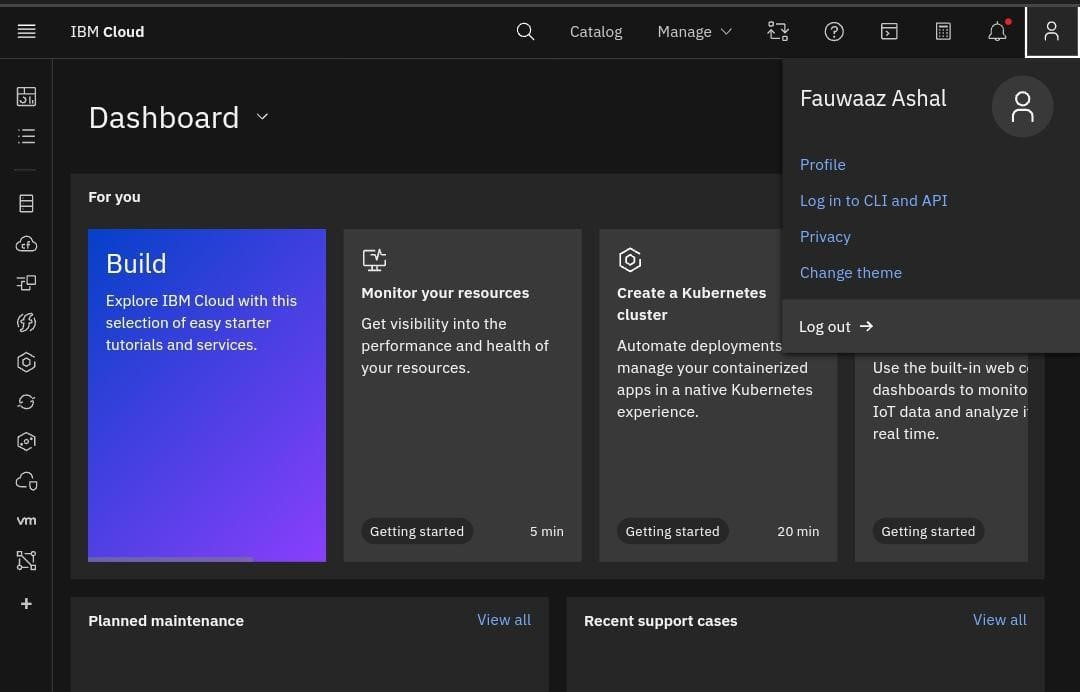 IBM Cloud
Catalog
Manage
Fauwaaz Ashal
Profile
Log in to CLI and API
Privacy
Change theme
Log out
Dashboard
For you
Build
Explore IBM Cloud with this
selection of easy starter
tutorials and services.
Monitor your resources
Get visibility into the
performance and health of
your resources.
Getting started
5 min
Create a Kubernetes
cluster
Automate deployments
manage your containerized
apps in a native Kubernetes
experience.
Getting started
20 min
Use the built-in web
dashboards to monito
IoT data and analyze
real time.
Getting started
cf
vm
Planned maintenance
View all
Recent support cases
View all